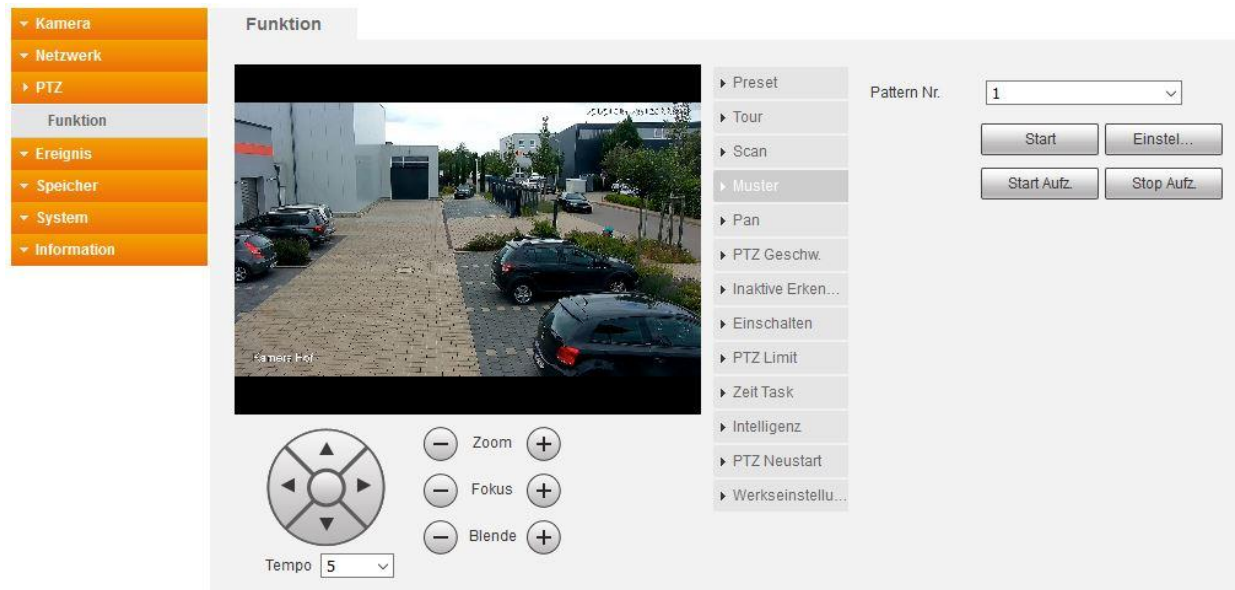 Kamera
Netzwerk
PTZ
Funktion
Ereignis
Speicher
System
Information
Funktion
Kamera Hof
Zoom
Fokus
Blende
Tempo 5
Preset
Tour
Scan
Muster
Pan
PTZ Geschw.
Inaktive Erken...
Einschalten
PTZ Limit
Zeit Task
Intelligenz
PTZ Neustart
Werkseinstellu...
Pattern Nr. 1
Start Einstel...
Start Aufz. Stop Aufz.